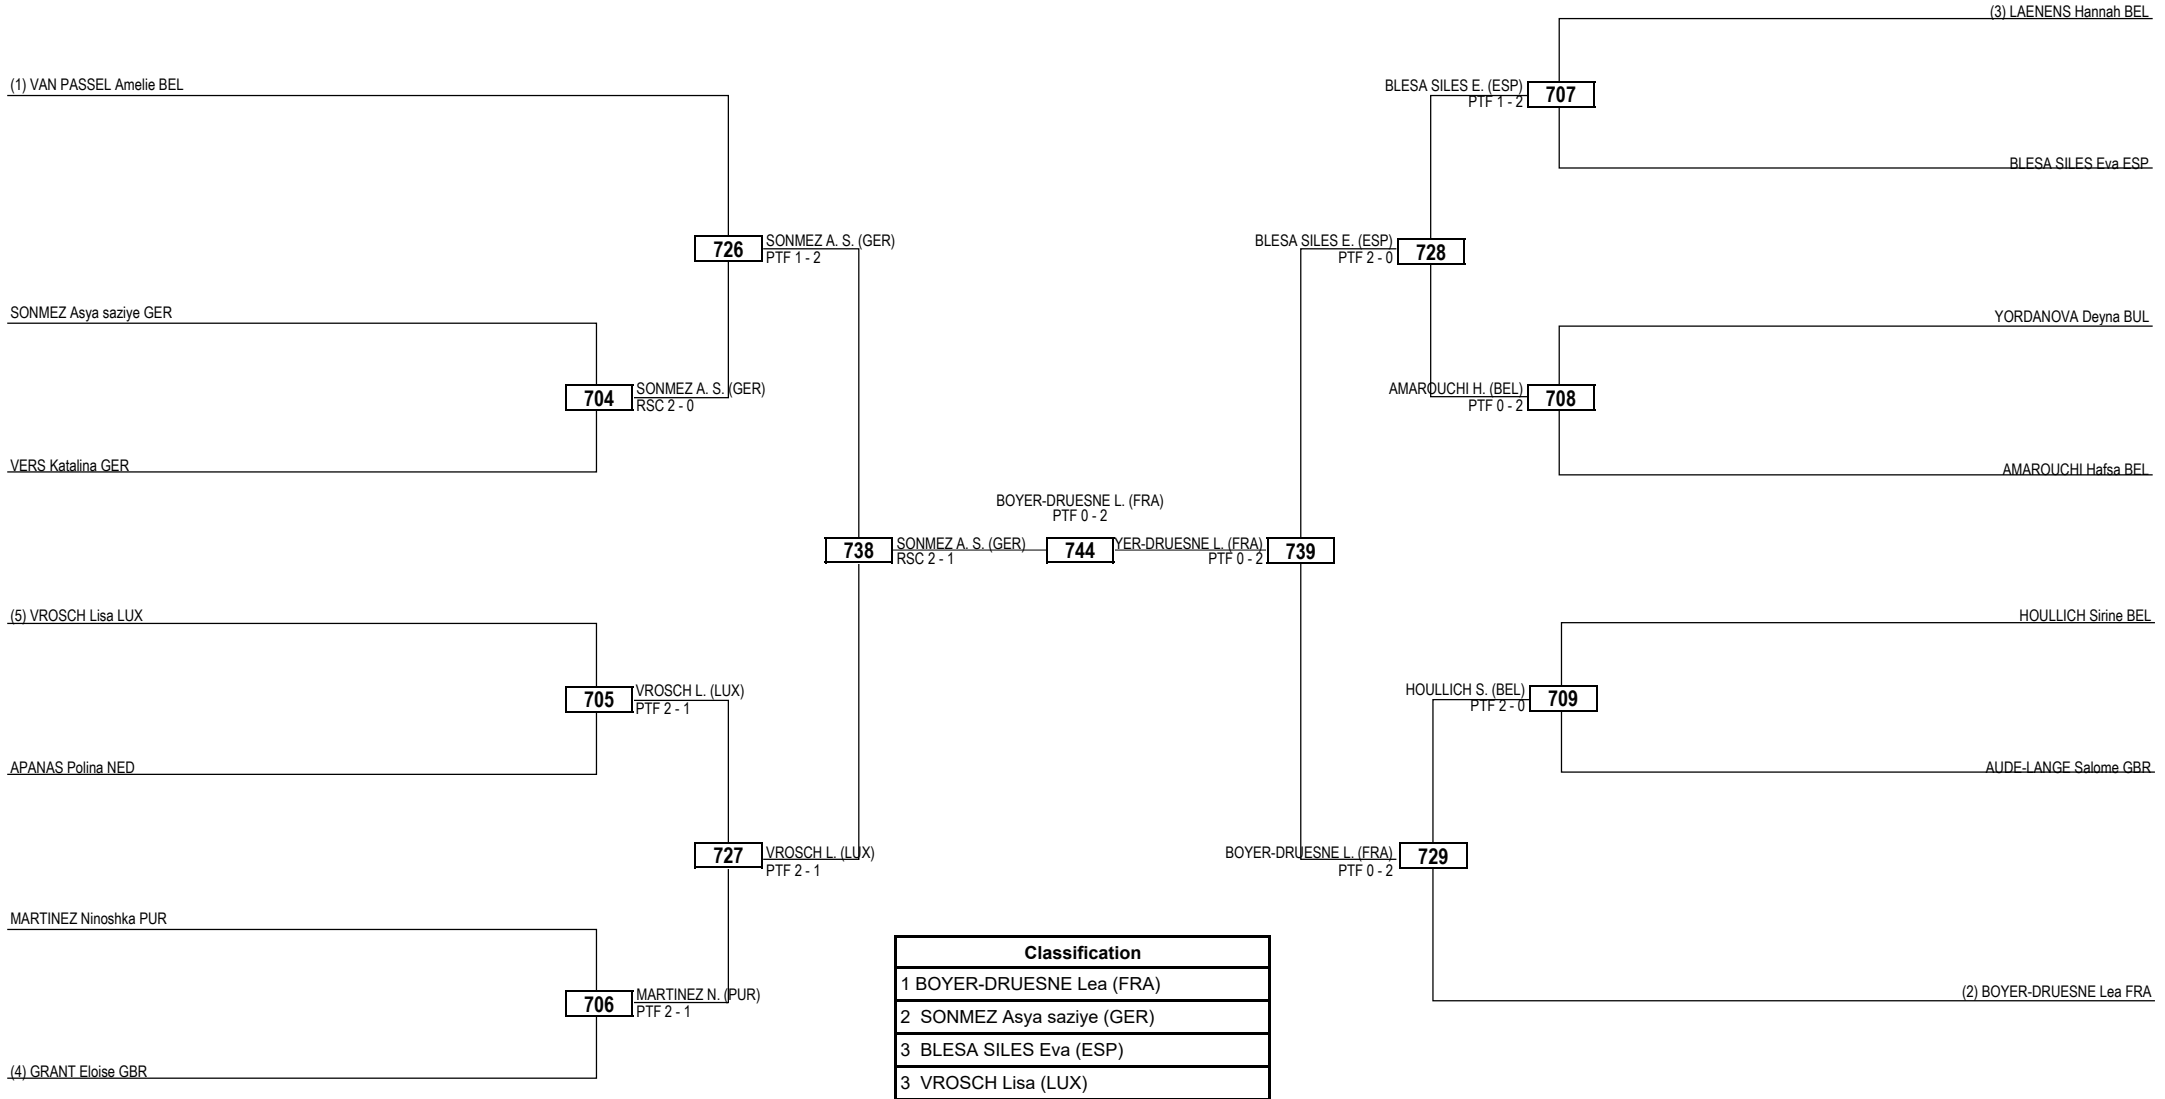 (3) LAENENS Hannah BEL
(1) VAN PASSEL Amelie BEL
BLESA SILES E. (ESP)
PTF 1 - 2
707
BLESA SILES Eva ESP
726
SONMEZ A. S. (GER)
PTF 1 - 2
BLESA SILES E. (ESP)
PTF 2 - 0
728
SONMEZ Asya saziye GER
YORDANOVA Deyna BUL
704
SONMEZ A. S. (GER)
RSC 2 - 0
AMAROUCHI H. (BEL)
PTF 0 - 2
708
VERS Katalina GER
AMAROUCHI Hafsa BEL
BOYER-DRUESNE L. (FRA)
PTF 0 - 2
738
SONMEZ A. S. (GER)
RSC 2 - 1
744
YER-DRUESNE L. (FRA)
PTF 0 - 2
739
(5) VROSCH Lisa LUX
HOULLICH Sirine BEL
705
VROSCH L. (LUX)
PTF 2 - 1
HOULLICH S. (BEL)
PTF 2 - 0
709
APANAS Polina NED
AUDE-LANGE Salome GBR
727
VROSCH L. (LUX)
PTF 2 - 1
BOYER-DRUESNE L. (FRA)
PTF 0 - 2
729
MARTINEZ Ninoshka PUR
706
MARTINEZ N. (PUR)
PTF 2 - 1
(2) BOYER-DRUESNE Lea FRA
(4) GRANT Eloise GBR
Classification
1 BOYER-DRUESNE Lea (FRA)
2 SONMEZ Asya saziye (GER)
3 BLESA SILES Eva (ESP)
3 VROSCH Lisa (LUX)